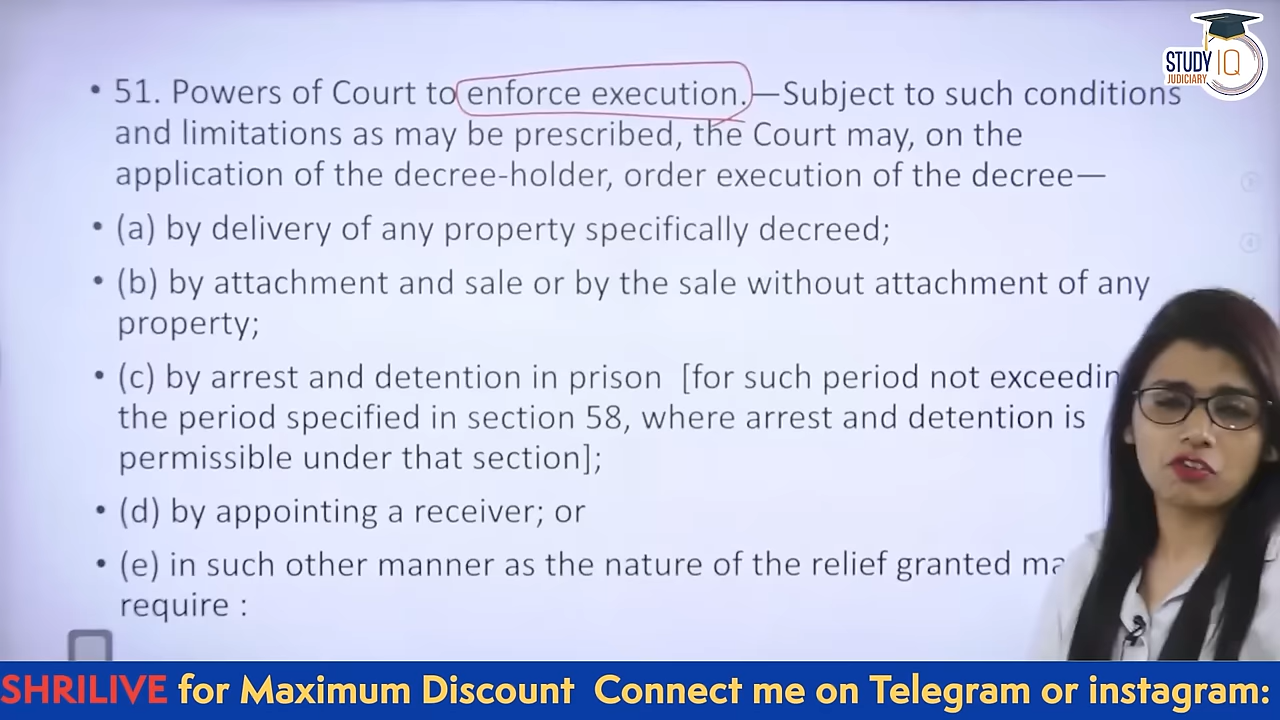 STUDY IQ
JUDICIARY
• 51. Powers of Court to enforce execution.—Subject to such conditions
and limitations as may be prescribed, the Court may, on the
application of the decree-holder, order execution of the decree—
• (a) by delivery of any property specifically decreed;
• (b) by attachment and sale or by the sale without attachment of any
property;
• (c) by arrest and detention in prison [for such period not exceedin
the period specified in section 58, where arrest and detention is
permissible under that section];
• (d) by appointing a receiver; or
• (e) in such other manner as the nature of the relief granted ma
require :
SHRILIVE for Maximum Discount Connect me on Telegram or instagram: